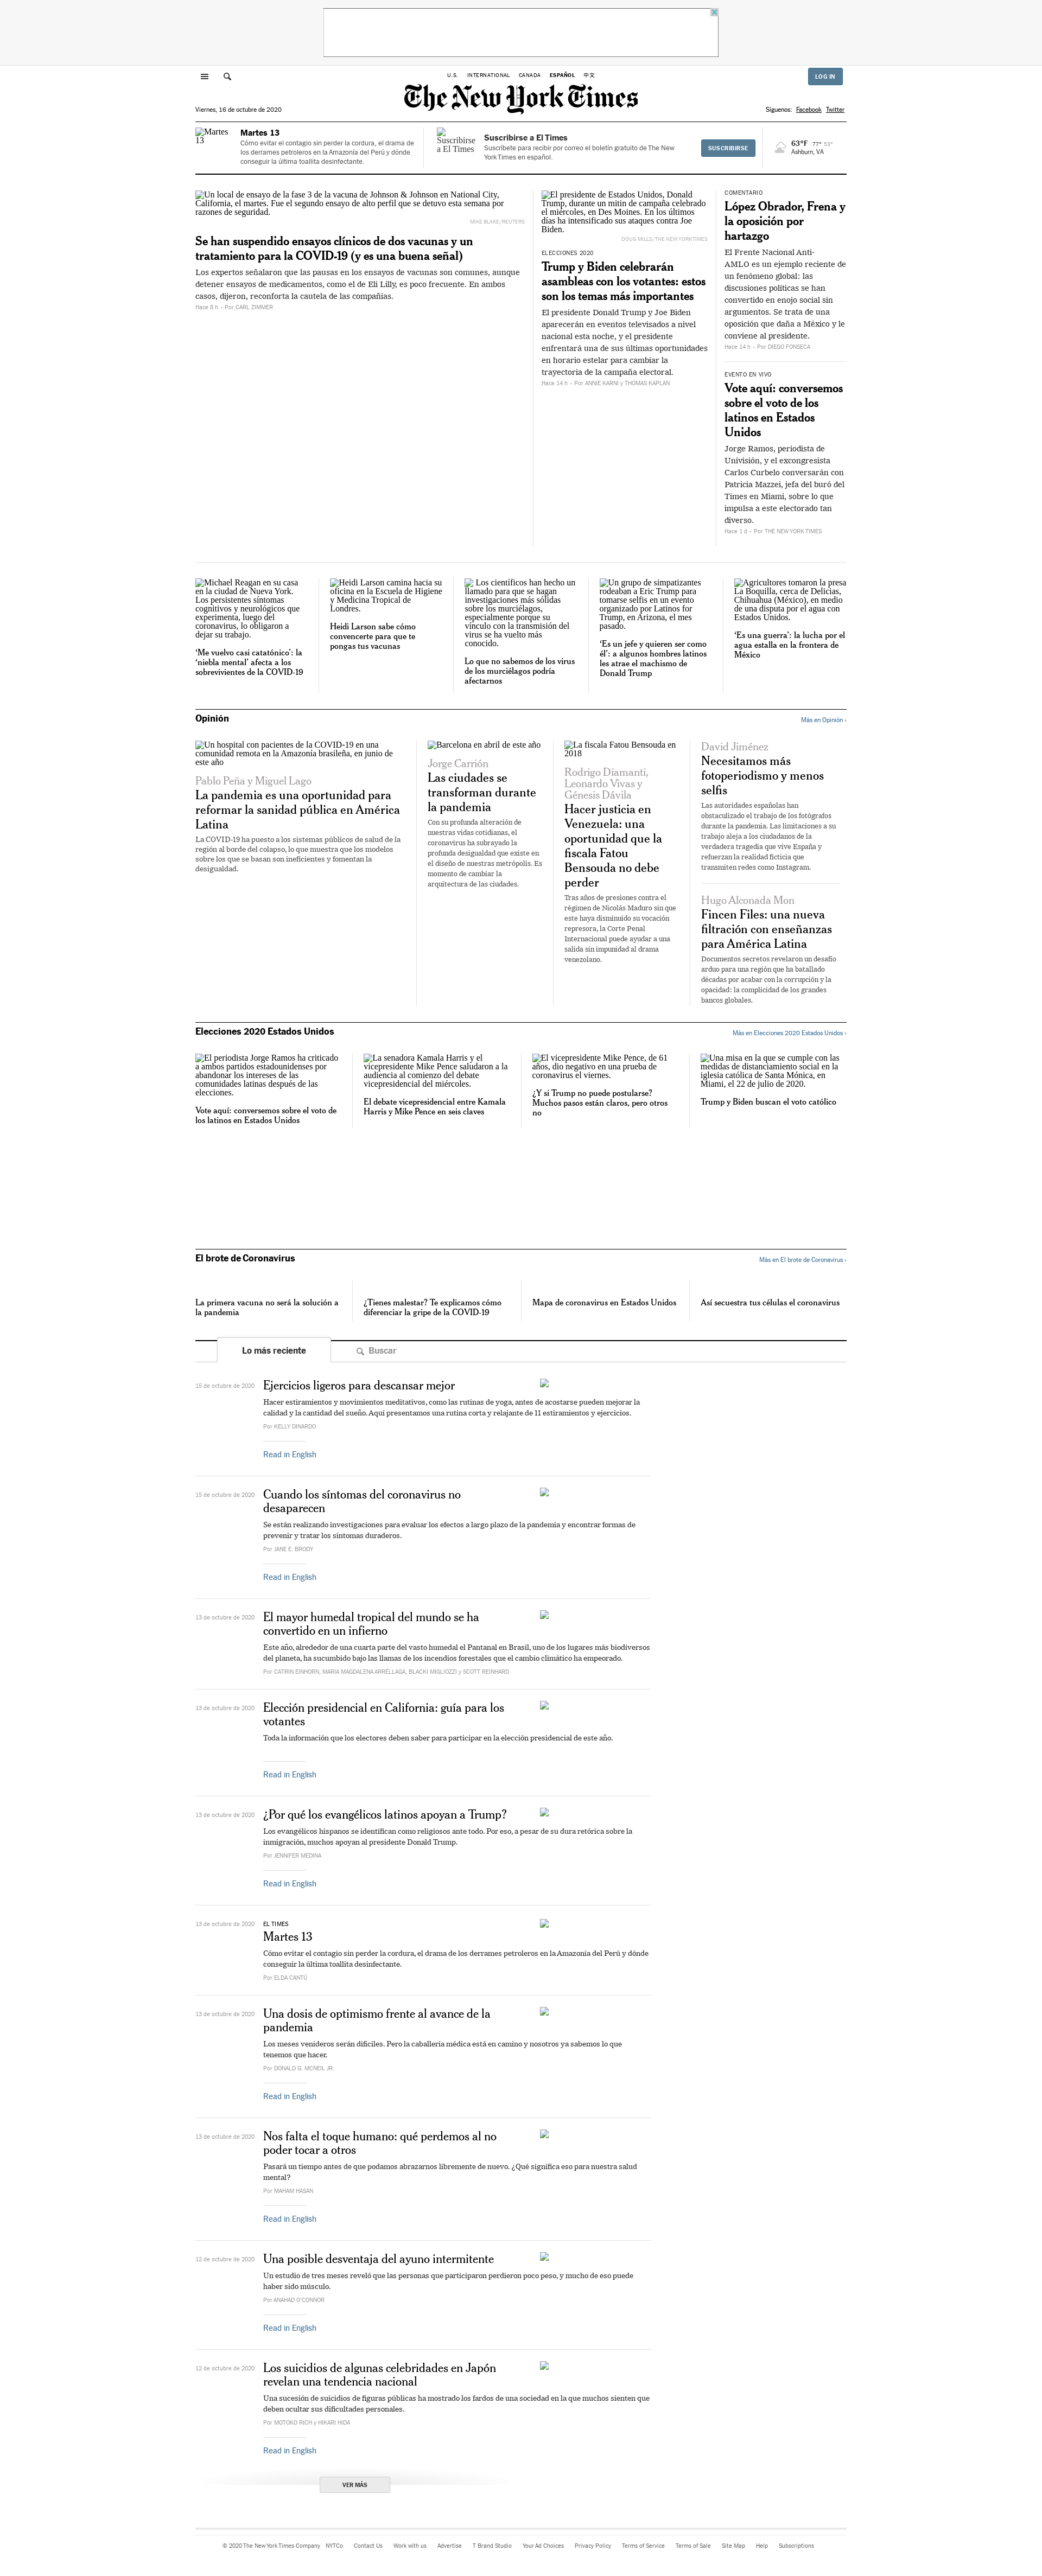 U.S. INTERNATIONAL CANADA ESPAÑOL 中文
LOG IN
The New York Times
Viernes, 16 de octubre de 2020
Síguenos: Facebook Twitter
Martes 13
Martes 13
Cómo evitar el contagio sin perder la cordura, el drama de
los derrames petroleros en la Amazonía del Perú y dónde
conseguir la última toallita desinfectante.
Suscribirse a El Times
Suscribirse a El Times
Suscríbete para recibir por correo el boletín gratuito de The New
York Times en español.
SUSCRIBIRSE
63°F 77° 53°
Ashburn, VA
Un local de ensayo de la fase 3 de la vacuna de Johnson & Johnson en National City,
California, el martes. Fue el segundo ensayo de alto perfil que se detuvo esta semana por
razones de seguridad.
MIKE BLAKE/REUTERS
Se han suspendido ensayos clínicos de dos vacunas y un
tratamiento para la COVID-19 (y es una buena señal)
Los expertos señalaron que las pausas en los ensayos de vacunas son comunes, aunque
detener ensayos de medicamentos, como el de Eli Lilly, es poco frecuente. En ambos
casos, dijeron, reconforta la cautela de las compañías.
Hace 8 h - Por CARL ZIMMER
El presidente de Estados Unidos, Donald
Trump, durante un mitin de campaña celebrado
el miércoles, en Des Moines. En los últimos
días ha intensificado sus ataques contra Joe
Biden.
DOUG MILLS/THE NEW YORK TIMES
ELECCIONES 2020
Trump y Biden celebrarán
asambleas con los votantes: estos
son los temas más importantes
El presidente Donald Trump y Joe Biden
aparecerán en eventos televisados a nivel
nacional esta noche, y el presidente
enfrentará una de sus últimas oportunidades
en horario estelar para cambiar la
trayectoria de la campaña electoral.
Hace 14 h - Por ANNIE KARNI y THOMAS KAPLAN
COMENTARIO
López Obrador, Frena y
la oposición por
hartazgo
El Frente Nacional Anti-
AMLO es un ejemplo reciente de
un fenómeno global: las
discusiones políticas se han
convertido en enojo social sin
argumentos. Se trata de una
oposición que daña a México y le
conviene al presidente.
Hace 14 h - Por DIEGO FONSECA
EVENTO EN VIVO
Vote aquí: conversemos
sobre el voto de los
latinos en Estados
Unidos
Jorge Ramos, periodista de
Univisión, y el excongresista
Carlos Curbelo conversarán con
Patricia Mazzei, jefa del buró del
Times en Miami, sobre lo que
impulsa a este electorado tan
diverso.
Hace 1 d - Por THE NEW YORK TIMES
Michael Reagan en su casa
en la ciudad de Nueva York.
Los persistentes síntomas
cognitivos y neurológicos que
experimenta, luego del
coronavirus, lo obligaron a
dejar su trabajo.
‘Me vuelvo casi catatónico’: la
‘niebla mental’ afecta a los
sobrevivientes de la COVID-19
Heidi Larson camina hacia su
oficina en la Escuela de Higiene
y Medicina Tropical de
Londres.
Heidi Larson sabe cómo
convencerte para que te
pongas tus vacunas
Los científicos han hecho un
llamado para que se hagan
investigaciones más sólidas
sobre los murciélagos,
especialmente porque su
vínculo con la transmisión del
virus se ha vuelto más
conocido.
Lo que no sabemos de los virus
de los murciélagos podría
afectarnos
Un grupo de simpatizantes
rodeaban a Eric Trump para
tomarse selfis en un evento
organizado por Latinos for
Trump, en Arizona, el mes
pasado.
‘Es un jefe y quieren ser como
él’: a algunos hombres latinos
les atrae el machismo de
Donald Trump
Agricultores tomaron la presa
La Boquilla, cerca de Delicias,
Chihuahua (México), en medio
de una disputa por el agua con
Estados Unidos.
‘Es una guerra’: la lucha por el
agua estalla en la frontera de
México
Opinión
Más en Opinión ›
Un hospital con pacientes de la COVID-19 en una
comunidad remota en la Amazonía brasileña, en junio de
este año
Pablo Peña y Miguel Lago
La pandemia es una oportunidad para
reformar la sanidad pública en América
Latina
La COVID-19 ha puesto a los sistemas públicos de salud de la
región al borde del colapso, lo que muestra que los modelos
sobre los que se basan son ineficientes y fomentan la
desigualdad.
Barcelona en abril de este año
Jorge Carrión
Las ciudades se
transforman durante
la pandemia
Con su profunda alteración de
nuestras vidas cotidianas, el
coronavirus ha subrayado la
profunda desigualdad que existe en
el diseño de nuestras metrópolis. Es
momento de cambiar la
arquitectura de las ciudades.
La fiscala Fatou Bensouda en
2018
Rodrigo Diamanti,
Leonardo Vivas y
Génesis Dávila
Hacer justicia en
Venezuela: una
oportunidad que la
fiscala Fatou
Bensouda no debe
perder
Tras años de presiones contra el
régimen de Nicolás Maduro sin que
este haya disminuido su vocación
represora, la Corte Penal
Internacional puede ayudar a una
salida sin impunidad al drama
venezolano.
David Jiménez
Necesitamos más
fotoperiodismo y menos
selfis
Las autoridades españolas han
obstaculizado el trabajo de los fotógrafos
durante la pandemia. Las limitaciones a su
trabajo aleja a los ciudadanos de la
verdadera tragedia que vive España y
refuerzan la realidad ficticia que
transmiten redes como Instagram.
Hugo Alconada Mon
Fincen Files: una nueva
filtración con enseñanzas
para América Latina
Documentos secretos revelaron un desafío
arduo para una región que ha batallado
décadas por acabar con la corrupción y la
opacidad: la complicidad de los grandes
bancos globales.
Elecciones 2020 Estados Unidos
Más en Elecciones 2020 Estados Unidos ›
El periodista Jorge Ramos ha criticado
a ambos partidos estadounidenses por
abandonar los intereses de las
comunidades latinas después de las
elecciones.
Vote aquí: conversemos sobre el voto de
los latinos en Estados Unidos
La senadora Kamala Harris y el
vicepresidente Mike Pence saludaron a la
audiencia al comienzo del debate
vicepresidencial del miércoles.
El debate vicepresidencial entre Kamala
Harris y Mike Pence en seis claves
El vicepresidente Mike Pence, de 61
años, dio negativo en una prueba de
coronavirus el viernes.
¿Y si Trump no puede postularse?
Muchos pasos están claros, pero otros
no
Una misa en la que se cumple con las
medidas de distanciamiento social en la
iglesia católica de Santa Mónica, en
Miami, el 22 de julio de 2020.
Trump y Biden buscan el voto católico
El brote de Coronavirus
Más en El brote de Coronavirus ›
La primera vacuna no será la solución a
la pandemia
¿Tienes malestar? Te explicamos cómo
diferenciar la gripe de la COVID-19
Mapa de coronavirus en Estados Unidos
Así secuestra tus células el coronavirus
Lo más reciente
Buscar
15 de octubre de 2020
Ejercicios ligeros para descansar mejor
Hacer estiramientos y movimientos meditativos, como las rutinas de yoga, antes de acostarse pueden mejorar la
calidad y la cantidad del sueño. Aquí presentamos una rutina corta y relajante de 11 estiramientos y ejercicios.
Por KELLY DINARDO
Read in English
15 de octubre de 2020
Cuando los síntomas del coronavirus no
desaparecen
Se están realizando investigaciones para evaluar los efectos a largo plazo de la pandemia y encontrar formas de
prevenir y tratar los síntomas duraderos.
Por JANE E. BRODY
Read in English
13 de octubre de 2020
El mayor humedal tropical del mundo se ha
convertido en un infierno
Este año, alrededor de una cuarta parte del vasto humedal el Pantanal en Brasil, uno de los lugares más biodiversos
del planeta, ha sucumbido bajo las llamas de los incendios forestales que el cambio climático ha empeorado.
Por CATRIN EINHORN, MARIA MAGDALENA ARRÉLLAGA, BLACKI MIGLIOZZI y SCOTT REINHARD
13 de octubre de 2020
Elección presidencial en California: guía para los
votantes
Toda la información que los electores deben saber para participar en la elección presidencial de este año.
Read in English
13 de octubre de 2020
¿Por qué los evangélicos latinos apoyan a Trump?
Los evangélicos hispanos se identifican como religiosos ante todo. Por eso, a pesar de su dura retórica sobre la
inmigración, muchos apoyan al presidente Donald Trump.
Por JENNIFER MEDINA
Read in English
13 de octubre de 2020
EL TIMES
Martes 13
Cómo evitar el contagio sin perder la cordura, el drama de los derrames petroleros en la Amazonía del Perú y dónde
conseguir la última toallita desinfectante.
Por ELDA CANTÚ
13 de octubre de 2020
Una dosis de optimismo frente al avance de la
pandemia
Los meses venideros serán difíciles. Pero la caballería médica está en camino y nosotros ya sabemos lo que
tenemos que hacer.
Por DONALD G. MCNEIL JR.
Read in English
13 de octubre de 2020
Nos falta el toque humano: qué perdemos al no
poder tocar a otros
Pasará un tiempo antes de que podamos abrazarnos libremente de nuevo. ¿Qué significa eso para nuestra salud
mental?
Por MAHAM HASAN
Read in English
12 de octubre de 2020
Una posible desventaja del ayuno intermitente
Un estudio de tres meses reveló que las personas que participaron perdieron poco peso, y mucho de eso puede
haber sido músculo.
Por ANAHAD O'CONNOR
Read in English
12 de octubre de 2020
Los suicidios de algunas celebridades en Japón
revelan una tendencia nacional
Una sucesión de suicidios de figuras públicas ha mostrado los fardos de una sociedad en la que muchos sienten que
deben ocultar sus dificultades personales.
Por MOTOKO RICH y HIKARI HIDA
Read in English
VER MÁS
© 2020 The New York Times Company NYTCo Contact Us Work with us Advertise T Brand Studio Your Ad Choices Privacy Policy Terms of Service Terms of Sale Site Map Help Subscriptions